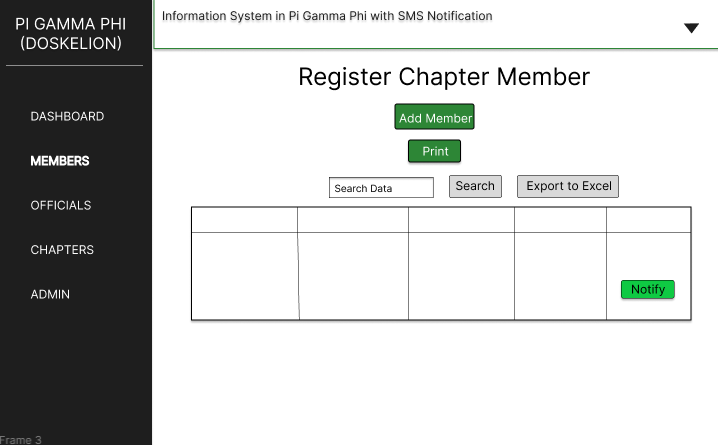 PI GAMMA PHI
(DOSKELION)
Information System in Pi Gamma Phi with SMS Notification
DASHBOARD
MEMBERS
OFFICIALS
CHAPTERS
ADMIN
Register Chapter Member
Add Member
Print
Search Data
Search
Export to Excel
Notify
Frame 3